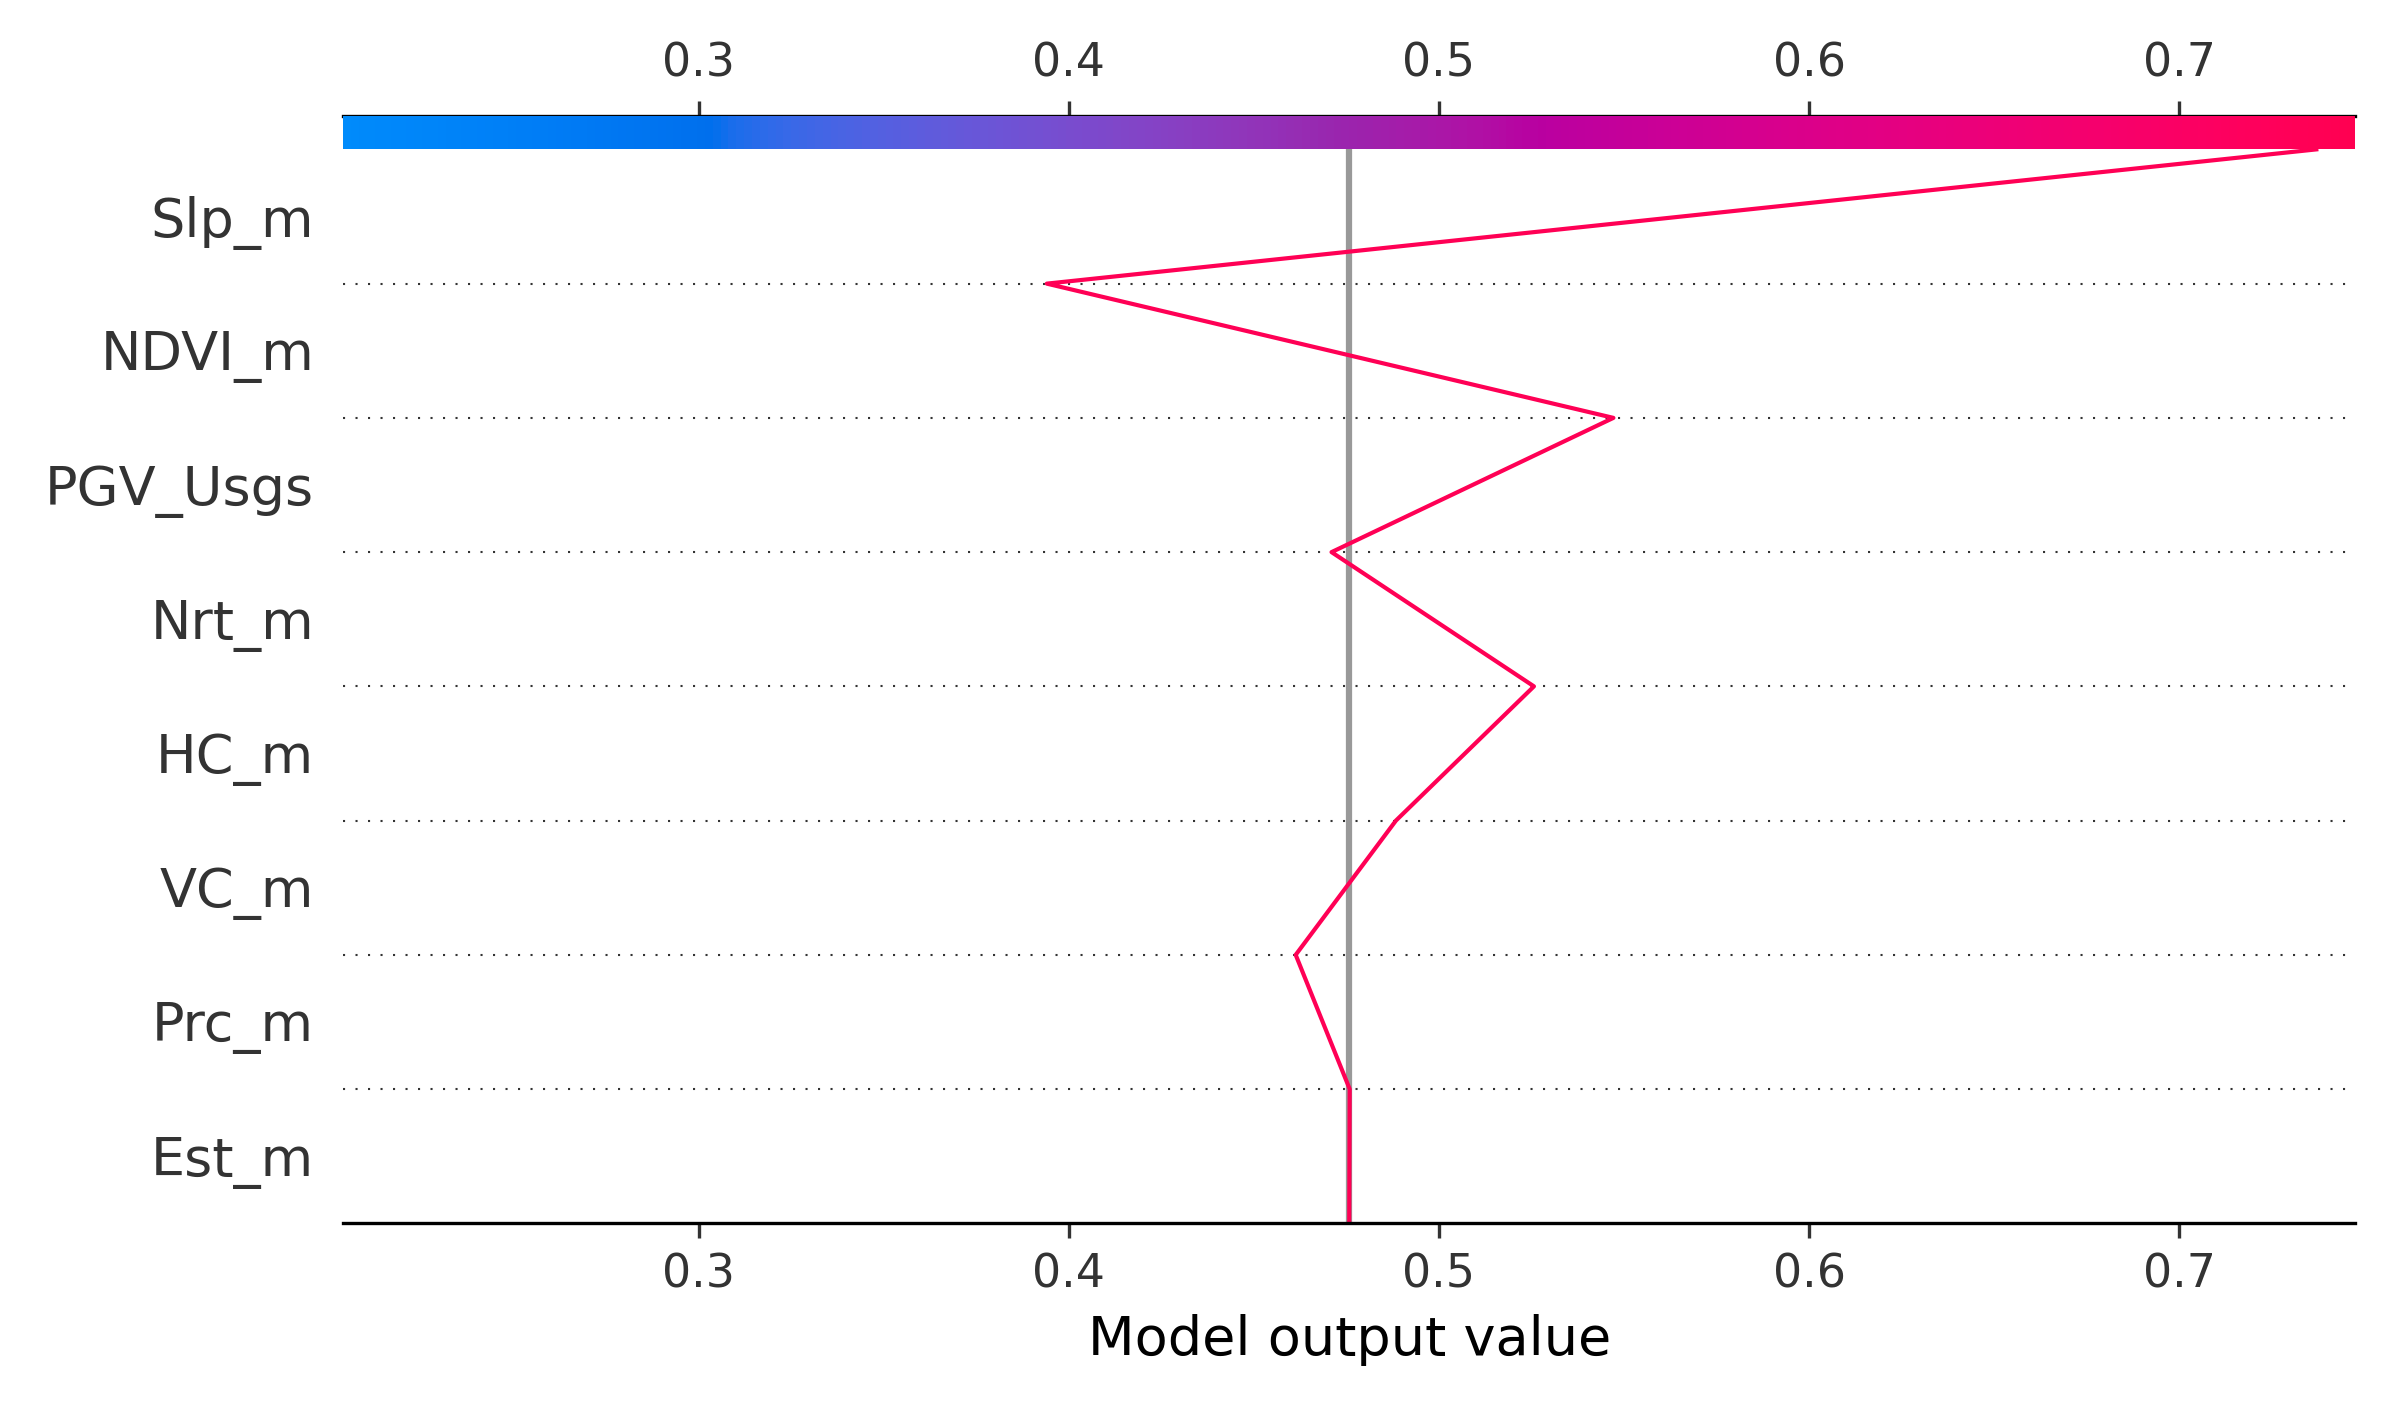 0.3 0.4 0.5 0.6 0.7
Slp_m
NDVI_m
PGV_Usgs
Nrt_m
HC_m
VC_m
Prc_m
Est_m
0.3 0.4 0.5 0.6 0.7
Model output value